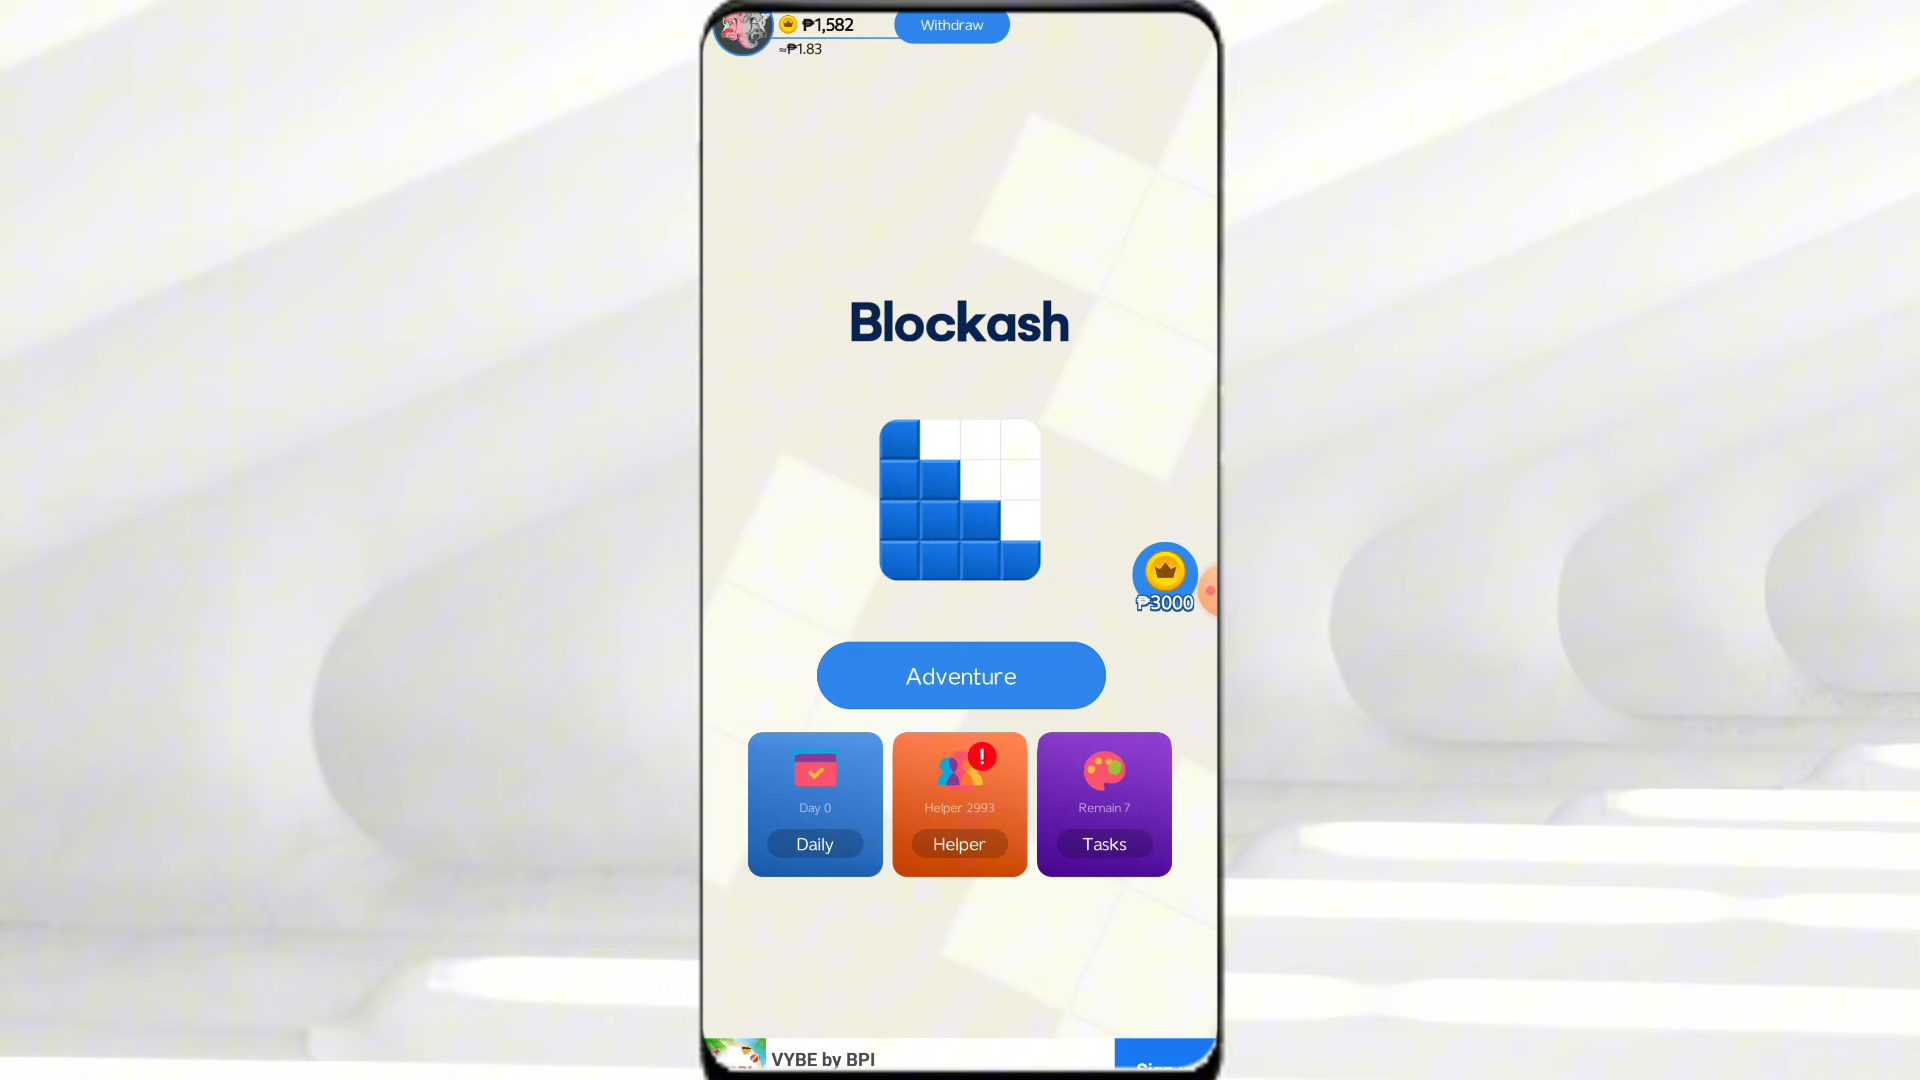 ₱1,582
Withdraw
≈₱1.83
Blockash
₱3000
Adventure
Day 0
Helper 2993
Remain 7
Daily
Helper
Tasks
VYBE by BPI